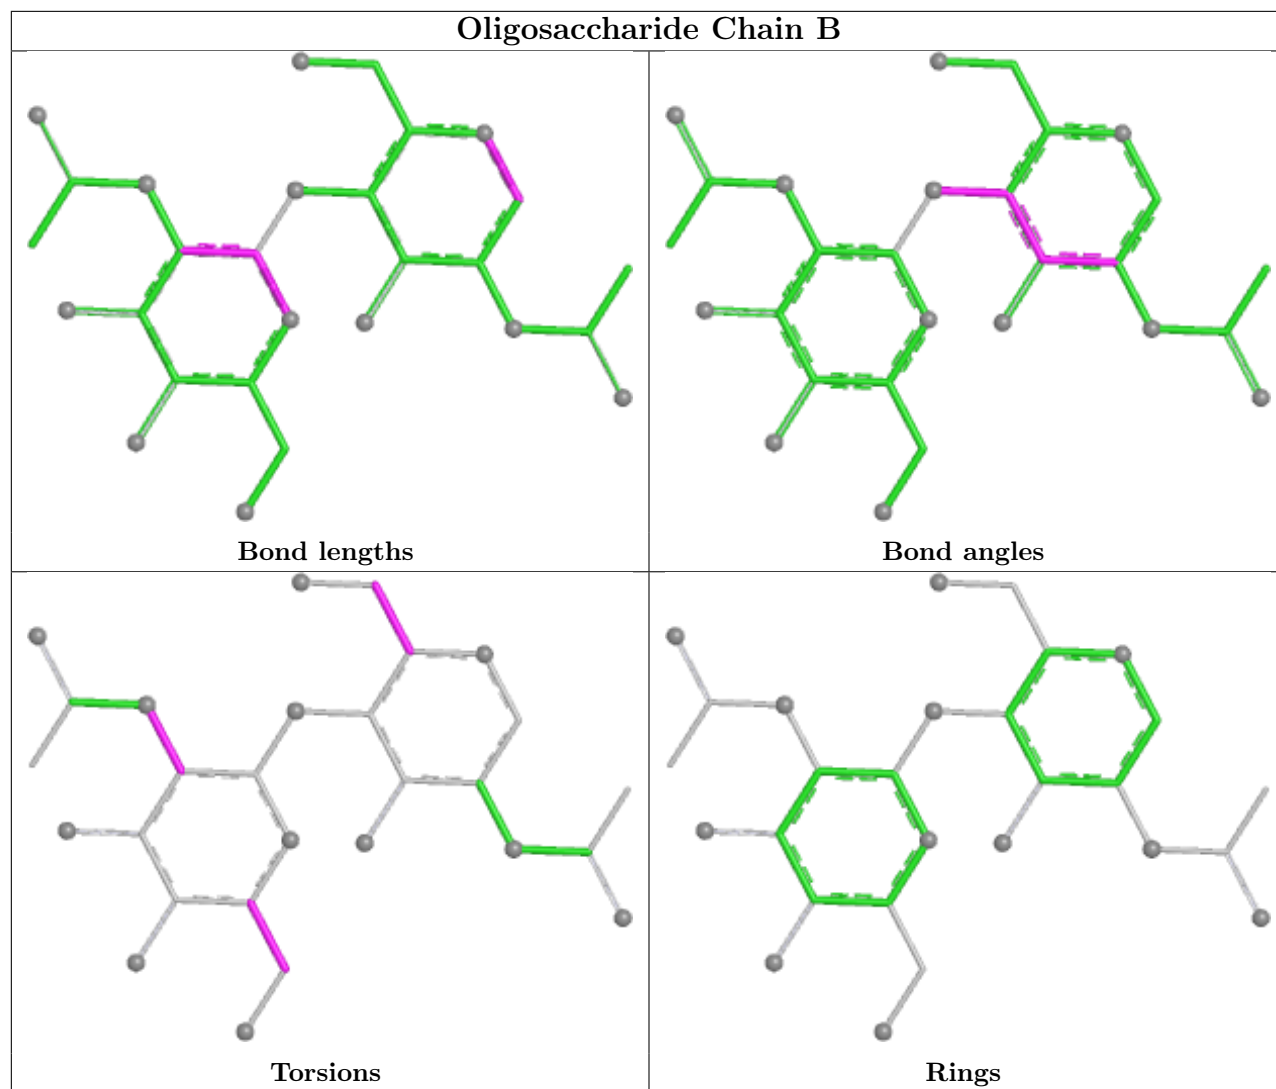 Oligosaccharide Chain B
Bond lengths
Bond angles
Torsions
Rings